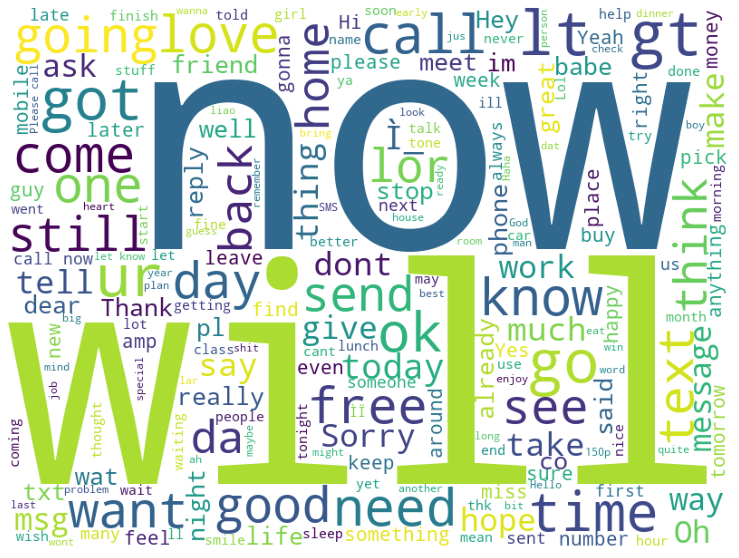 late
finish
wanna
told
girl
Hi
name
soon
early
never
jus
person
help
dinner
check
going
love
call
lt
gt
Hey
Yeah
stuff
gonna
home
please
meet
im
babe
money
ask
friend
mobile
Please call
ya
week
ill
great
Lol
right
done
try
boy
got
now
later
liao
well
look
Ì_
talk
tone
make
dat
come
reply
thing
back
lor
always
Haha
pick
guy
one
remember
bring
stop
ready
phone
place
went
heart
start
fine
SMS
next
house
God
car
man
buy
think
morning
still
guess
better
room
us
anything
call now
let know
let
leave
dont
work
tell
ur
year
day
may
send
know
month
dear
plan
Thank
getting
find
best
happy
big
lot
pl
give
ok
much
eat
new
amp
class
shit
cant
lunch
Yes
win
text
message
will
mind
say
even
today
already
go
use
word
job
special
lar
someone
enjoy
thought
really
free
see
said
tomorrow
coming
waiting
people
tonight
Ìï
around
long
150p
nice
quite
da
maybe
Sorry
take
wat
ah
might
end
co
sure
txt
problem
wait
night
keep
yet
Hello
last
want
good
need
another
miss
time
first
way
msg
thk
bit
hope
wish
many
feel
ll
life
something
sent
number
Oh
wont
smile
sleep
mean
hour